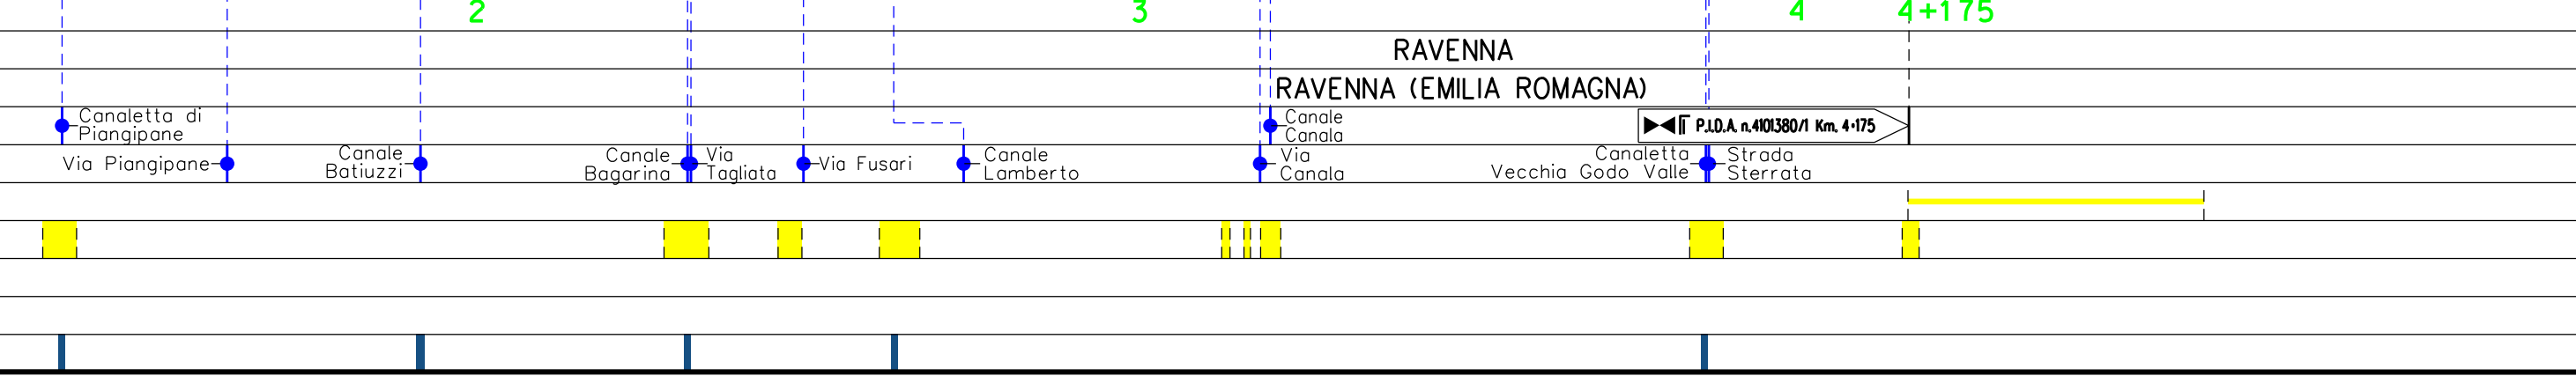 2 3 4 4+175
RAVENNA
RAVENNA (EMILIA ROMAGNA)
Canaletta di
Piangipane
Canale
Canala
P.I.D.A. n.4101380/1 Km. 4+175
Via Piangipane
Canale
Batiuzzi
Canale
Bagarina
Via
Tagliata
Via Fusari
Canale
Lamberto
Via
Canala
Canaletta
Vecchia Godo Valle
Strada
Sterrata